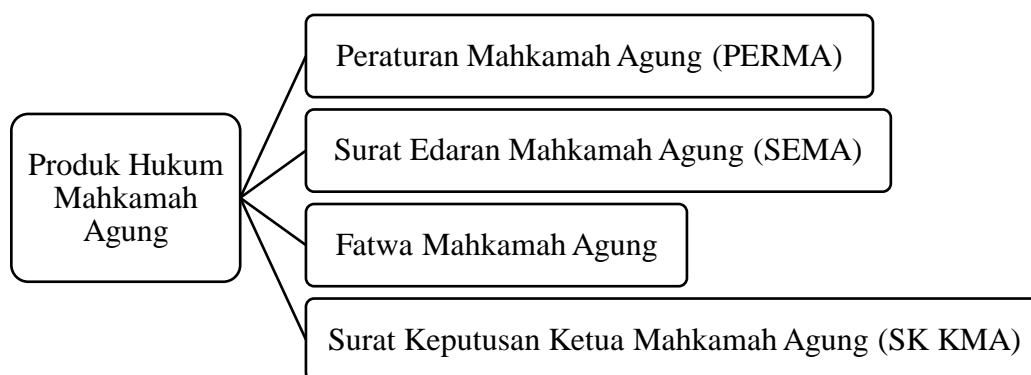 Produk Hukum
Mahkamah
Agung
Peraturan Mahkamah Agung (PERMA)
Surat Edaran Mahkamah Agung (SEMA)
Fatwa Mahkamah Agung
Surat Keputusan Ketua Mahkamah Agung (SK KMA)